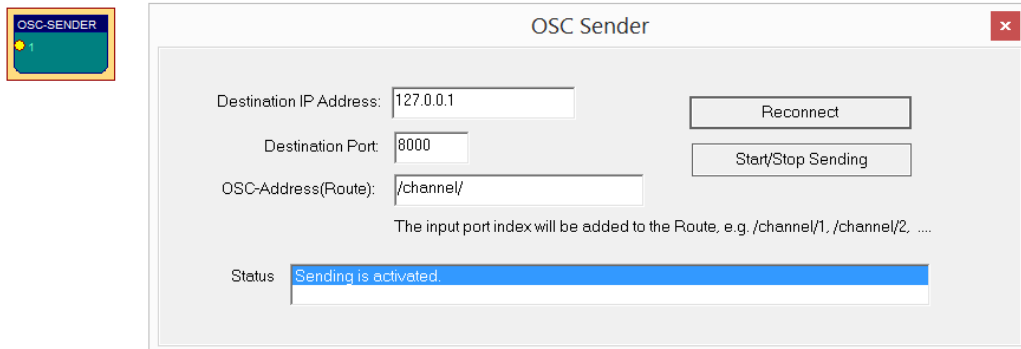 OSC-SENDER
1
OSC Sender
x
Destination IP Address: 127.0.0.1
Reconnect
Destination Port: 8000
Start/Stop Sending
OSC-Address(Route): /channel/
The input port index will be added to the Route, e.g. /channel/1, /channel/2, ....
Status Sending is activated.